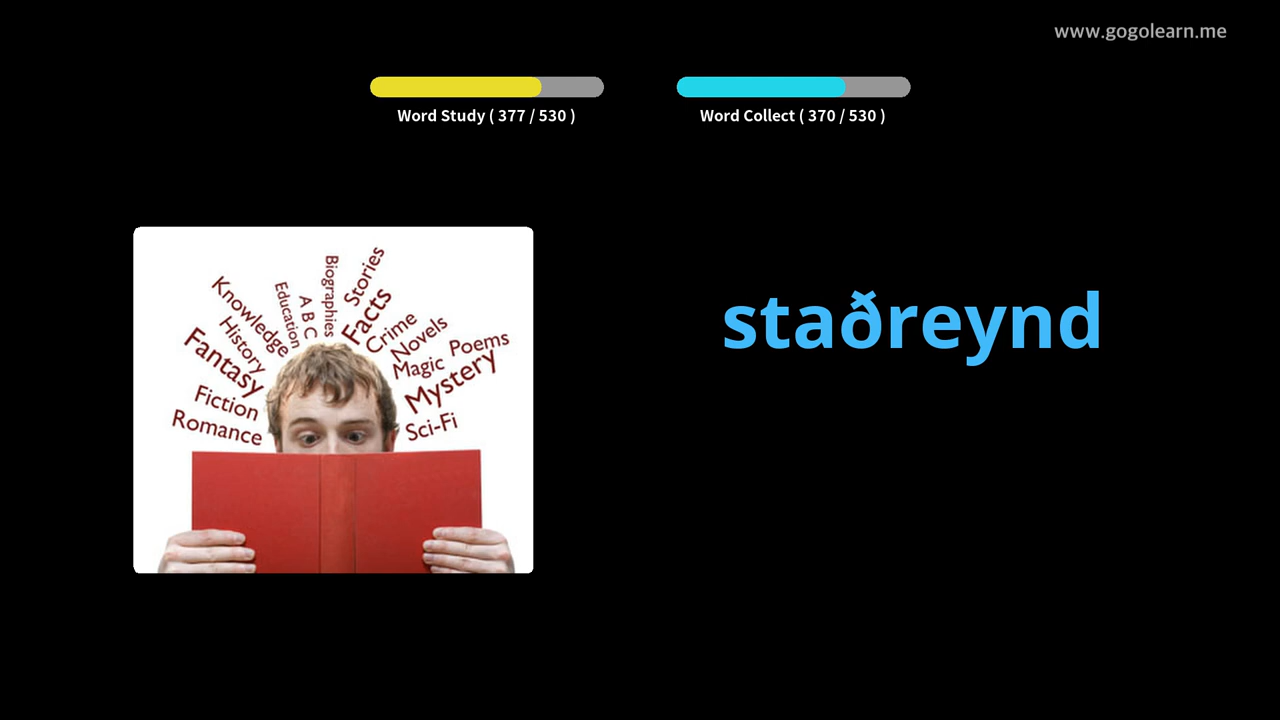 www.gogolearn.me
Word Study ( 377 / 530 )
Word Collect ( 370 / 530 )
staðreynd
Romance
Fiction
Fantasy
History
Knowledge
Education
A B C
Biographies
Stories
Facts
Crime
Novels
Magic
Poems
Mystery
Sci-Fi